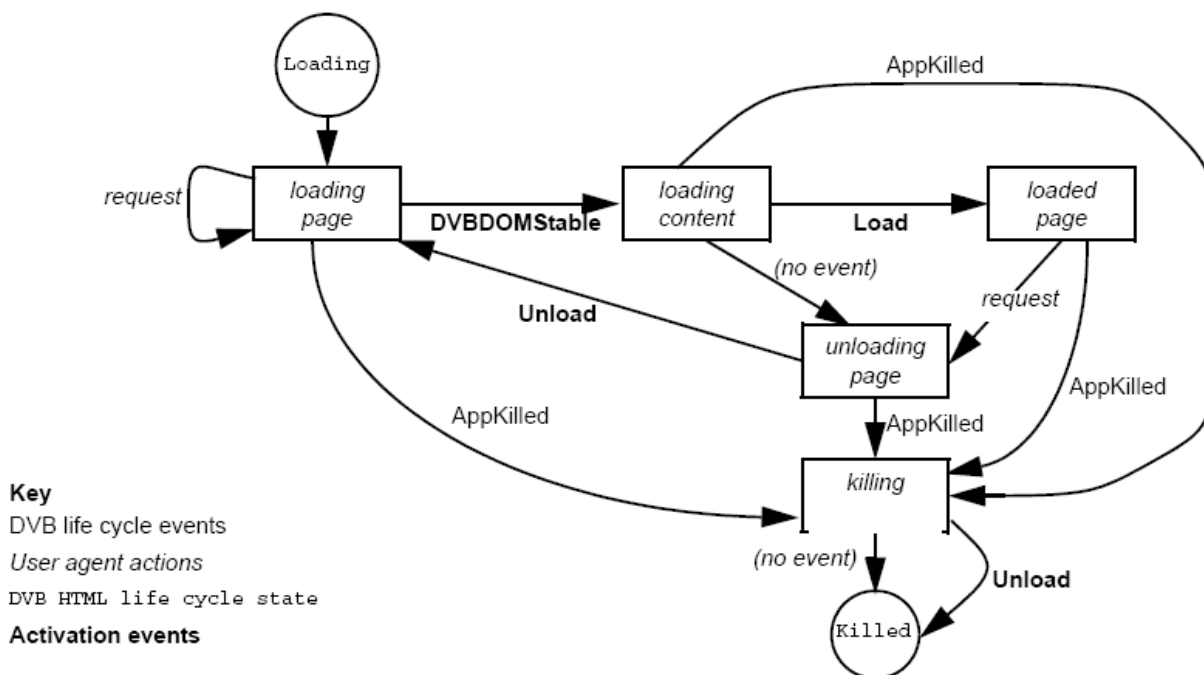 Loading
AppKilled
request
loading
page
DVBDOMStable
loading
content
Load
loaded
page
(no event)
request
Unload
unloading
page
AppKilled
AppKilled
AppKilled
killing
(no event)
Unload
Killed
Key
DVB life cycle events
User agent actions
DVB HTML life cycle state
Activation events